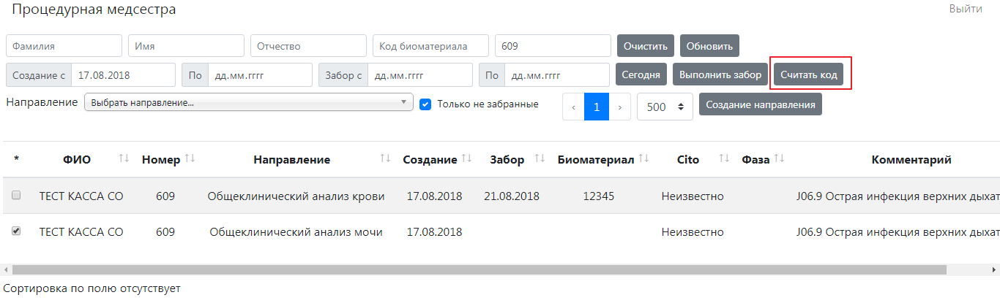 Процедурная медсестра Выйти
Фамилия Имя Отчество Код биоматериала 609 Очистить Обновить
Создание с 17.08.2018 По дд.мм.гггг Забор с дд.мм.гггг По дд.мм.гггг Сегодня Выполнить забор Считать код
Направление Выбрать направление... Только не забранные ‹ 1 › 500 Создание направления
* ФИО Номер Направление Создание Забор Биоматериал Cito Фаза Комментарий
ТЕСТ КАССА СО 609 Общеклинический анализ крови 17.08.2018 21.08.2018 12345 Неизвестно J06.9 Острая инфекция верхних дыхат
ТЕСТ КАССА СО 609 Общеклинический анализ мочи 17.08.2018 Неизвестно J06.9 Острая инфекция верхних дыхат
Сортировка по полю отсутствует